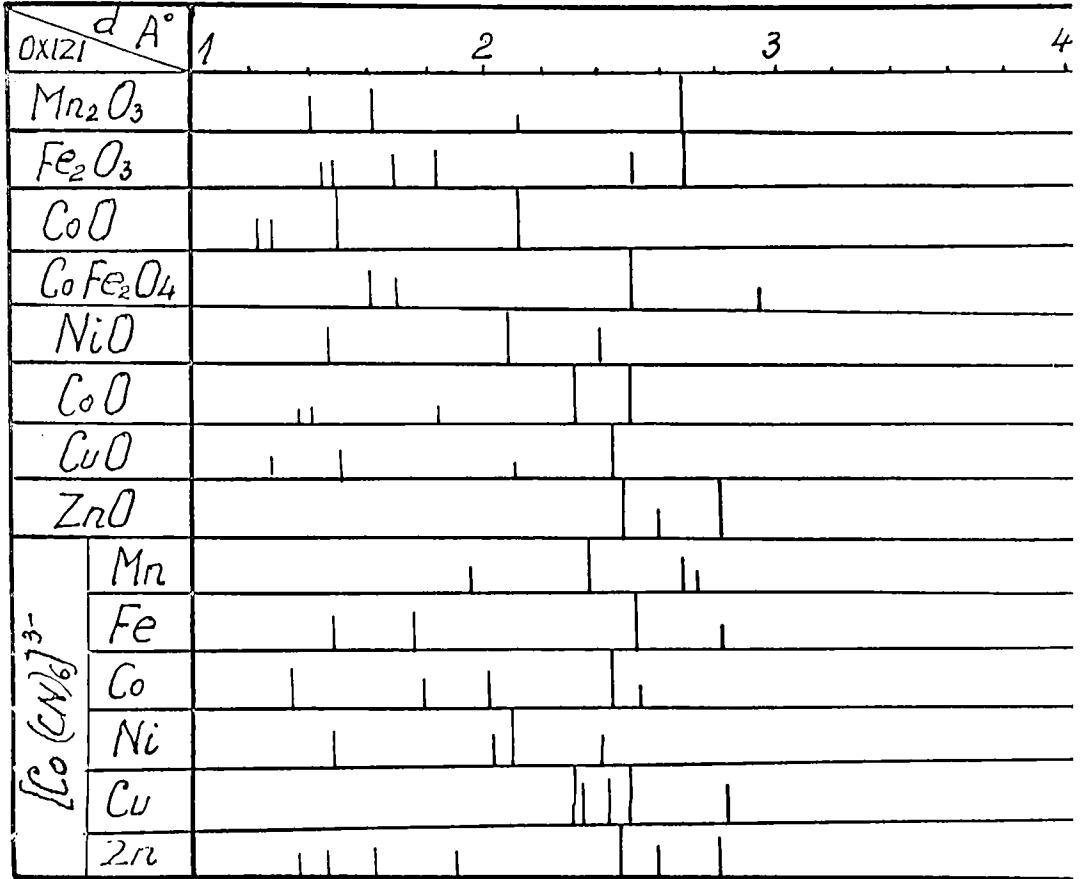 d A°
OXIZI
1 2 3 4
Mn₂O₃
Fe₂O₃
CoO
CoFe₂O₄
NiO
CoO
CuO
ZnO
[Co(CN)₆]³⁻
Mn
Fe
Co
Ni
Cu
Zn